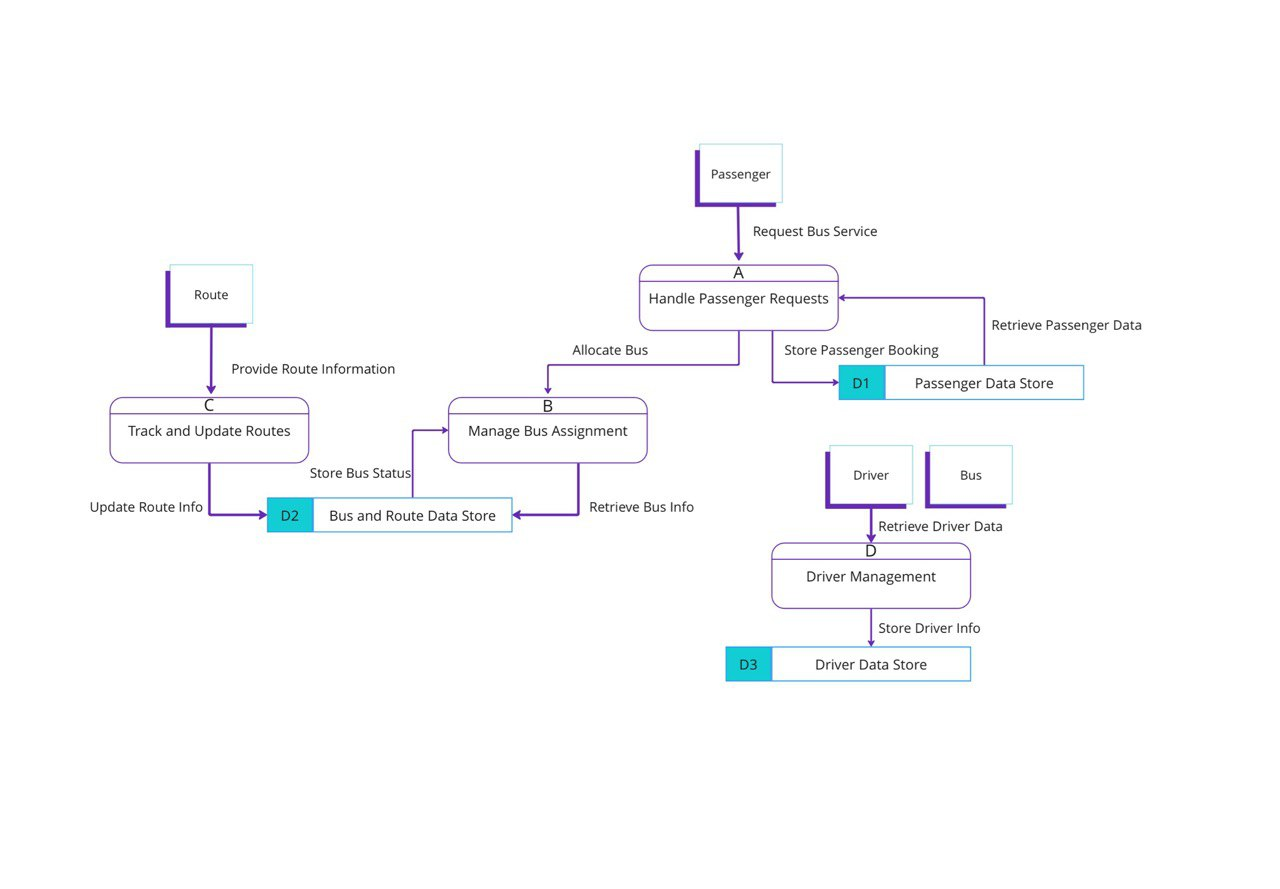 Passenger
Request Bus Service
A
Handle Passenger Requests
Route
Retrieve Passenger Data
Allocate Bus
Store Passenger Booking
Provide Route Information
D1
Passenger Data Store
C
Track and Update Routes
B
Manage Bus Assignment
Store Bus Status
Driver
Bus
Update Route Info
D2
Bus and Route Data Store
Retrieve Bus Info
Retrieve Driver Data
D
Driver Management
Store Driver Info
D3
Driver Data Store